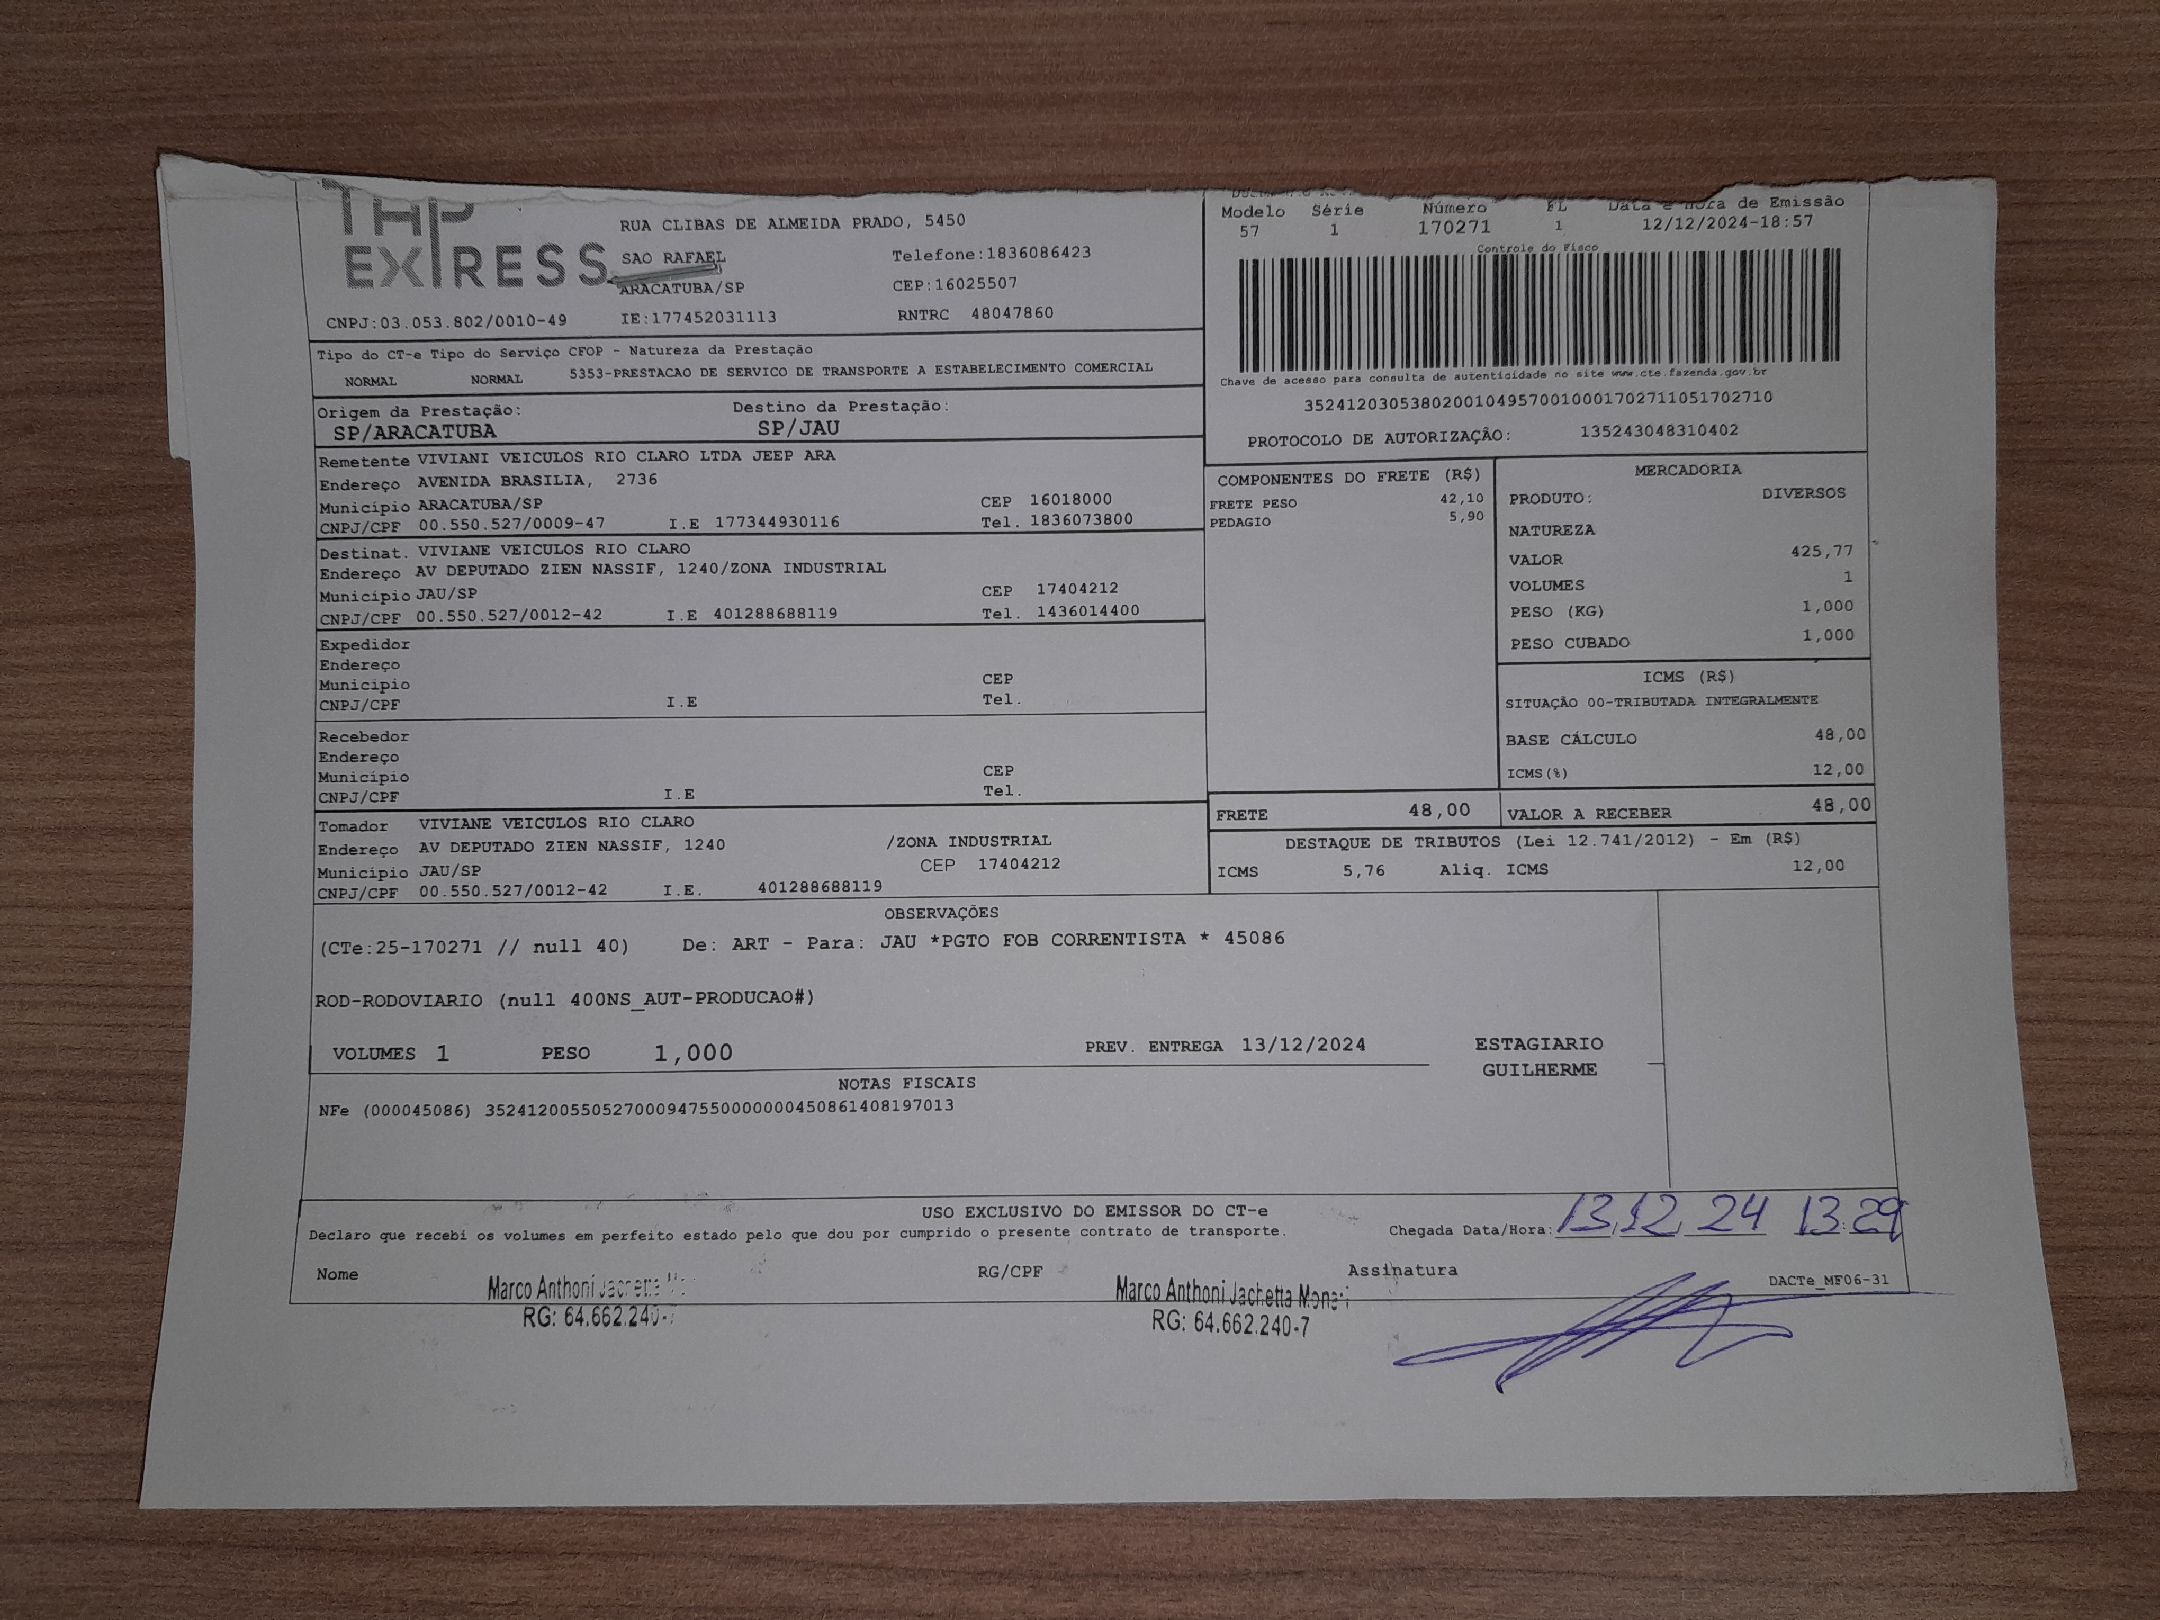 TAP
EXPRESS
RUA CLIBAS DE ALMEIDA PRADO, 5450
SAO RAFAEL Telefone:1836086423
ARACATUBA/SP CEP:16025507
CNPJ:03.053.802/0010-49 IE:177452031113 RNTRC 48047860
Modelo Série Número FL Data e hora de Emissão
57 1 170271 1 12/12/2024-18:57
Controle do Fisco
Chave de acesso para consulta de autenticidade no site www.cte.fazenda.gov.br
35241203053802001049570010001702711051702710
PROTOCOLO DE AUTORIZAÇÃO: 135243048310402
Tipo do CT-e Tipo do Serviço CFOP - Natureza da Prestação
NORMAL NORMAL 5353-PRESTACAO DE SERVICO DE TRANSPORTE A ESTABELECIMENTO COMERCIAL
Origem da Prestação: Destino da Prestação:
SP/ARACATUBA SP/JAU
Remetente VIVIANI VEICULOS RIO CLARO LTDA JEEP ARA
Endereço AVENIDA BRASILIA, 2736
Município ARACATUBA/SP CEP 16018000
CNPJ/CPF 00.550.527/0009-47 I.E 177344930116 Tel. 1836073800
Destinat. VIVIANE VEICULOS RIO CLARO
Endereço AV DEPUTADO ZIEN NASSIF, 1240/ZONA INDUSTRIAL
Município JAU/SP CEP 17404212
CNPJ/CPF 00.550.527/0012-42 I.E 401288688119 Tel. 1436014400
Expedidor
Endereço
Município CEP
CNPJ/CPF I.E Tel.
Recebedor
Endereço
Município CEP
CNPJ/CPF I.E Tel.
Tomador VIVIANE VEICULOS RIO CLARO
Endereço AV DEPUTADO ZIEN NASSIF, 1240 /ZONA INDUSTRIAL
Município JAU/SP CEP 17404212
CNPJ/CPF 00.550.527/0012-42 I.E. 401288688119
COMPONENTES DO FRETE (R$)
FRETE PESO 42,10
PEDAGIO 5,90
MERCADORIA
PRODUTO: DIVERSOS
NATUREZA
VALOR 425,77
VOLUMES 1
PESO (KG) 1,000
PESO CUBADO 1,000
ICMS (R$)
SITUAÇÃO 00-TRIBUTADA INTEGRALMENTE
BASE CÁLCULO 48,00
ICMS(%) 12,00
FRETE 48,00 VALOR A RECEBER 48,00
DESTAQUE DE TRIBUTOS (Lei 12.741/2012) - Em (R$)
ICMS 5,76 Aliq. ICMS 12,00
OBSERVAÇÕES
(CTe:25-170271 // null 40) De: ART - Para: JAU *PGTO FOB CORRENTISTA * 45086
ROD-RODOVIARIO (null 400NS_AUT-PRODUCAO#)
VOLUMES 1 PESO 1,000 PREV. ENTREGA 13/12/2024 ESTAGIARIO
GUILHERME
NOTAS FISCAIS
NFe (000045086) 35241200550527000947550000000450861408197013
USO EXCLUSIVO DO EMISSOR DO CT-e
Declaro que recebi os volumes em perfeito estado pelo que dou por cumprido o presente contrato de transporte. Chegada Data/Hora: 13,12, 24 13:29
Nome RG/CPF Assinatura DACTe_MF06-31
Marco Anthoni Marco Anthoni Jachetta
RG: 64.662.240-7 RG: 64.662.240-7